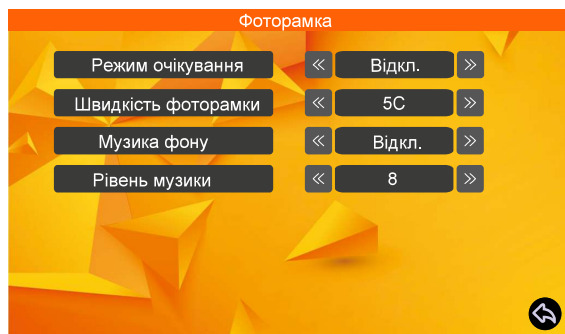 Фоторамка
Режим очікування « Відкл. »
Швидкість фоторамки « 5С »
Музика фону « Відкл. »
Рівень музики « 8 »